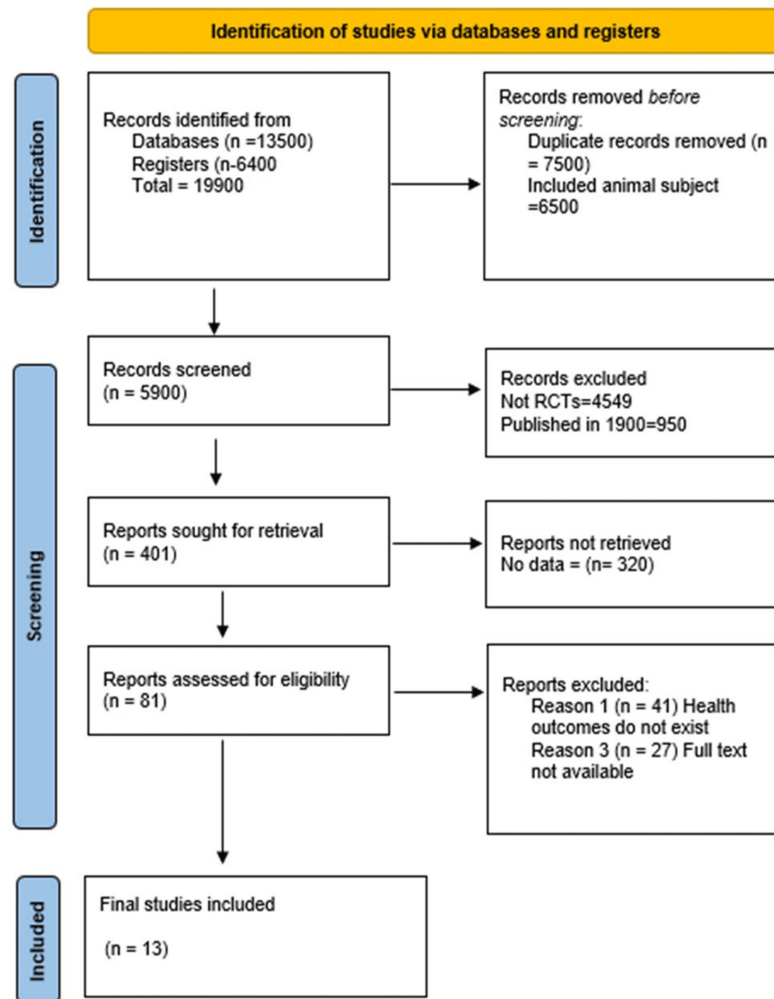 Identification of studies via databases and registers
Identification
Records identified from
Databases (n =13500)
Registers (n-6400
Total = 19900
Records removed before
screening:
Duplicate records removed (n
= 7500)
Included animal subject
=6500
Screening
Records screened
(n = 5900)
Records excluded
Not RCTs=4549
Published in 1900=950
Reports sought for retrieval
(n = 401)
Reports not retrieved
No data = (n= 320)
Reports assessed for eligibility
(n = 81)
Reports excluded:
Reason 1 (n = 41) Health
outcomes do not exist
Reason 3 (n = 27) Full text
not available
Included
Final studies included
(n = 13)